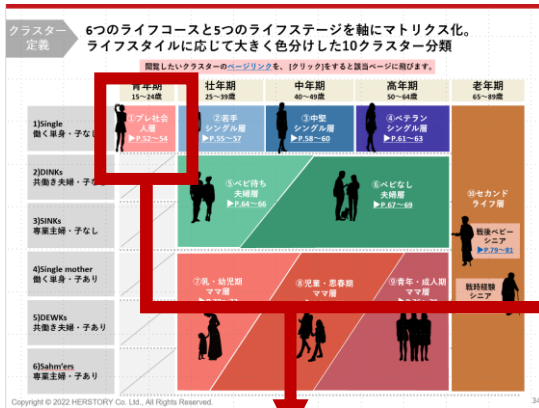 クラスター
定義
6つのライフコースと5つのライフステージを軸にマトリクス化。
ライフスタイルに応じて大きく色分けした10クラスター分類
閲覧したいクラスターのページリンクを、[クリック]をすると該当ページに飛びます。
青年期
15～24歳
壮年期
25～39歳
中年期
40～49歳
高年期
50～64歳
老年期
65～89歳
1)Single
働く単身・子なし
①プレ社会
人層
▶P.52～54
②若手
シングル層
▶P.55～57
③中堅
シングル層
▶P.58～60
④ベテラン
シングル層
▶P.61～63
2)DINKs
共働き夫婦・子な
3)SINKs
専業主婦・子なし
⑤ベビ待ち
夫婦層
▶P.64～66
⑥ベビなし
夫婦層
▶P.67～69
⑩セカンド
ライフ層
戦後ベビー
シニア
▶P.79～81
戦時経験
シニア
4)Single mother
働く単身・子あり
⑦乳・幼児期
ママ層
⑧児童・思春期
ママ層
⑨青年・成人期
ママ層
5)DEWKs
共働き夫婦・子あり
6)Sahm'ers
専業主婦・子あり
Copyright © 2022 HERSTORY Co. Ltd., All Rights Reserved.
34